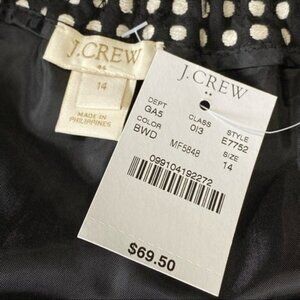 J.CREW
14
MADE IN
PHILIPPINES
J.CREW
DEPT CLASS STYLE
GA5 013 E7752
COLOR SIZE
BWD MF5848 14
099104192272
$69.50